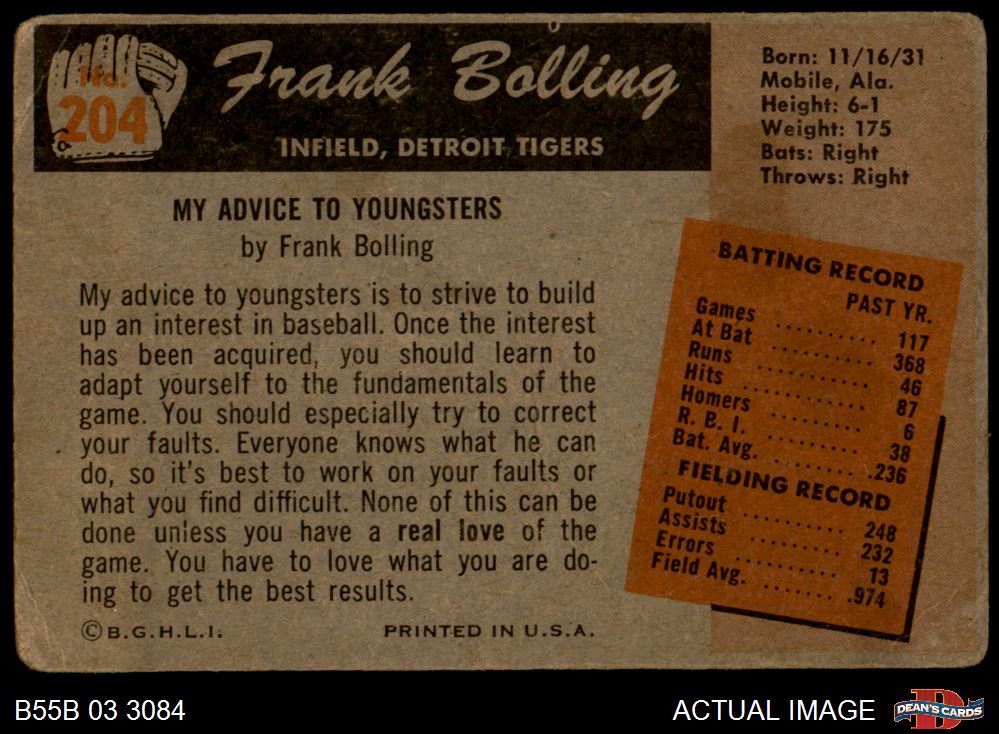 No.
204
Frank Bolling
INFIELD, DETROIT TIGERS
Born: 11/16/31
Mobile, Ala.
Height: 6-1
Weight: 175
Bats: Right
Throws: Right
MY ADVICE TO YOUNGSTERS
by Frank Bolling
My advice to youngsters is to strive to build
up an interest in baseball. Once the interest
has been acquired, you should learn to
adapt yourself to the fundamentals of the
game. You should especially try to correct
your faults. Everyone knows what he can
do, so it's best to work on your faults or
what you find difficult. None of this can be
done unless you have a real love of the
game. You have to love what you are do-
ing to get the best results.
©B.G.H.L.I.
PRINTED IN U.S.A.
BATTING RECORD
PAST YR.
Games .......... 117
At Bat .......... 368
Runs .......... 46
Hits .......... 87
Homers .......... 6
R. B. I. .......... 38
Bat. Avg. .......... .236
FIELDING RECORD
Putout .......... 248
Assists .......... 232
Errors .......... 13
Field Avg. .......... .974
B55B 03 3084
ACTUAL IMAGE
DEAN'S CARDS